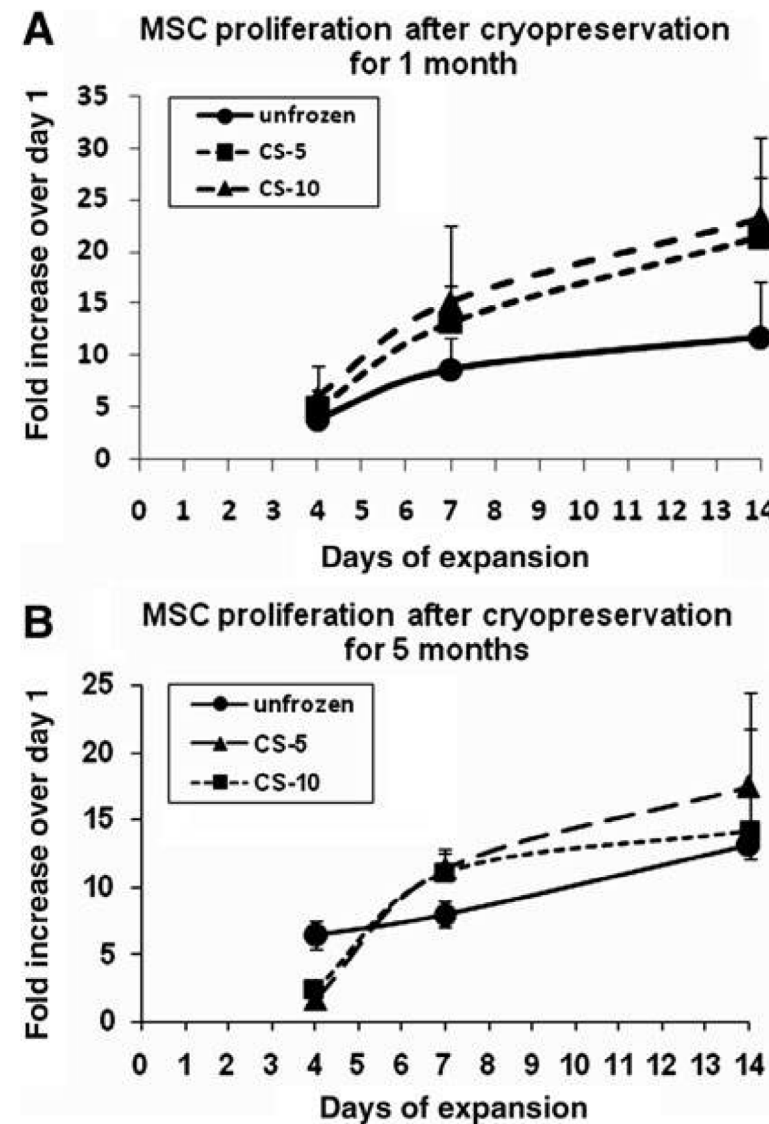 A
MSC proliferation after cryopreservation
for 1 month
Fold increase over day 1
35
30
25
20
15
10
5
0
unfrozen
CS-5
CS-10
0 1 2 3 4 5 6 7 8 9 10 11 12 13 14
Days of expansion
B
MSC proliferation after cryopreservation
for 5 months
Fold increase over day 1
25
20
15
10
5
0
unfrozen
CS-5
CS-10
0 1 2 3 4 5 6 7 8 9 10 11 12 13 14
Days of expansion